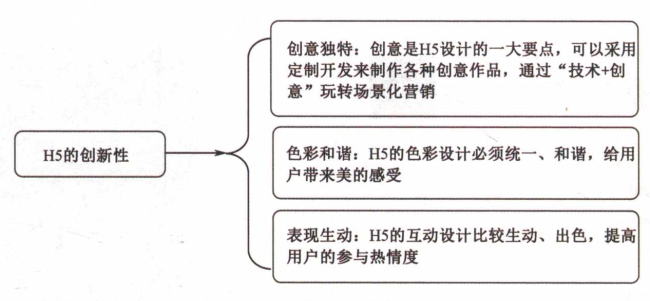 H5的创新性
创意独特：创意是H5设计的一大要点，可以采用
定制开发来制作各种创意作品，通过“技术+创
意”玩转场景化营销
色彩和谐：H5的色彩设计必须统一、和谐，给用
户带来美的感受
表现生动：H5的互动设计比较生动、出色，提高
用户的参与热情度